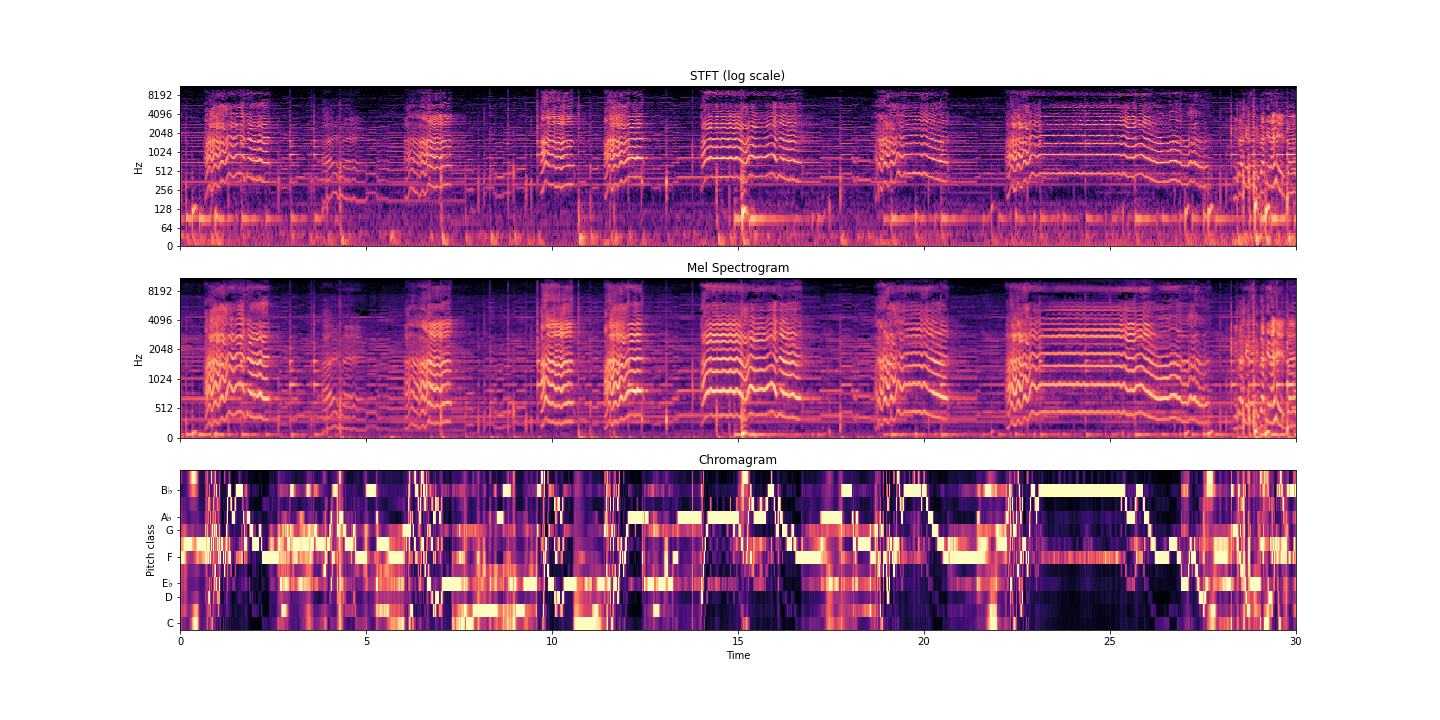 STFT (log scale)
Hz
8192
4096
2048
1024
512
256
128
64
0
Mel Spectrogram
Hz
8192
4096
2048
1024
512
0
Chromagram
Pitch class
B♭
A♭
G
F
E♭
D
C
0 5 10 15 20 25 30
Time